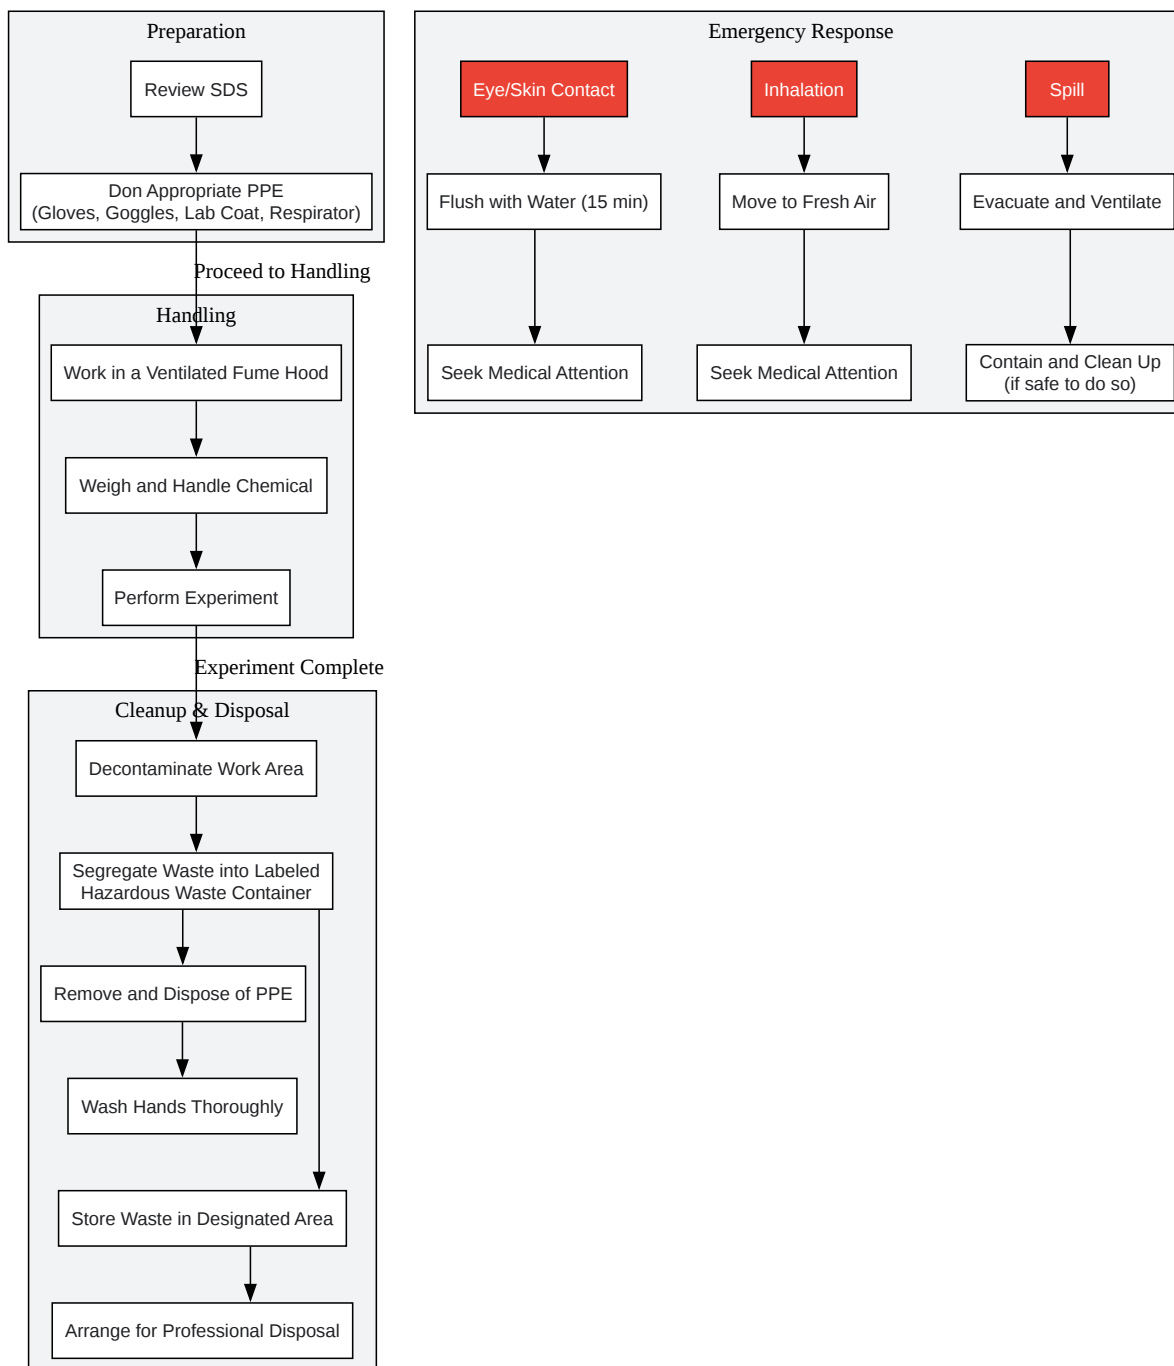 Preparation
Review SDS
Don Appropriate PPE
(Gloves, Goggles, Lab Coat, Respirator)
Proceed to Handling
Handling
Work in a Ventilated Fume Hood
Weigh and Handle Chemical
Perform Experiment
Experiment Complete
Cleanup & Disposal
Decontaminate Work Area
Segregate Waste into Labeled
Hazardous Waste Container
Remove and Dispose of PPE
Wash Hands Thoroughly
Store Waste in Designated Area
Arrange for Professional Disposal
Emergency Response
Eye/Skin Contact
Flush with Water (15 min)
Seek Medical Attention
Inhalation
Move to Fresh Air
Seek Medical Attention
Spill
Evacuate and Ventilate
Contain and Clean Up
(if safe to do so)